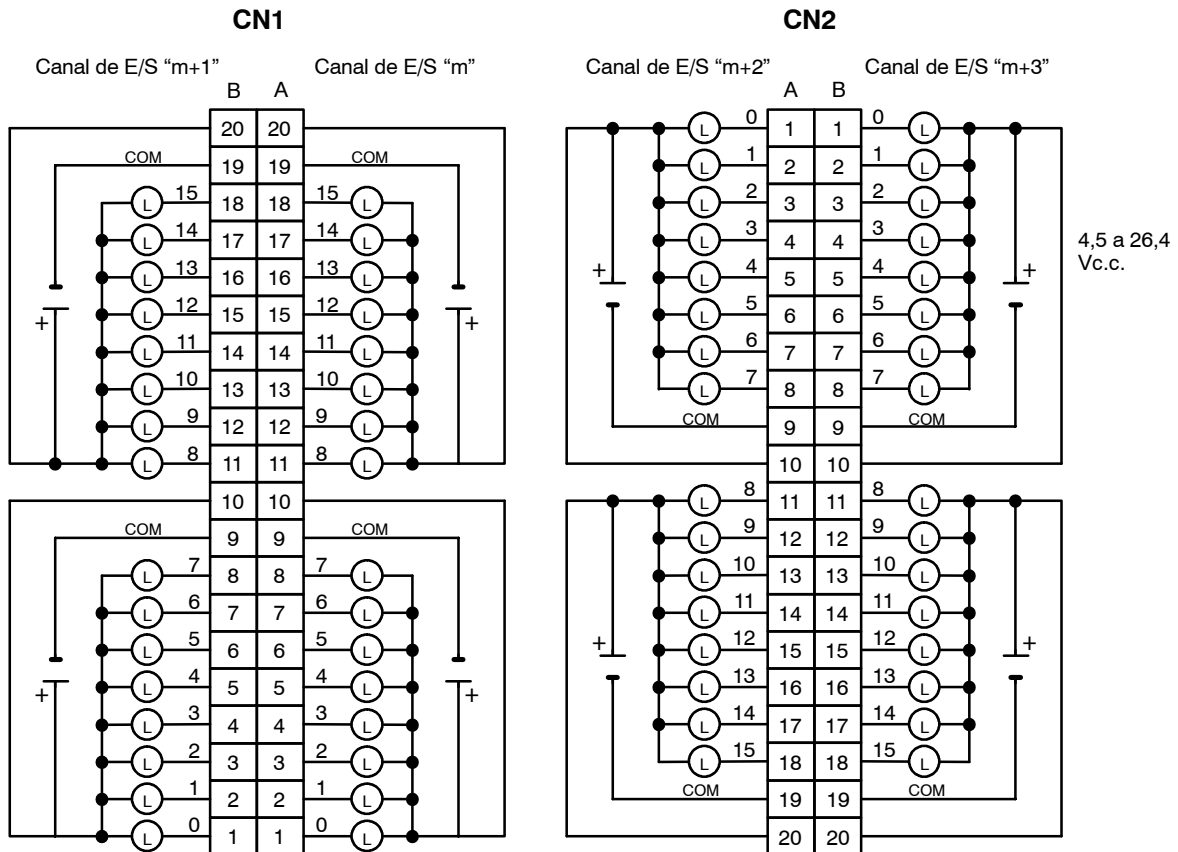 CN1 CN2
Canal de E/S “m+1” Canal de E/S “m” Canal de E/S “m+2” Canal de E/S “m+3”
B A A B
20 20 0 L 1 1 0 L
COM 19 19 COM 1 L 2 2 1 L
L 15 18 18 15 L 2 L 3 3 2 L
L 14 17 17 14 L 3 L 4 4 3 L 4,5 a 26,4
Vc.c.
L 13 16 16 13 L + L 4 5 5 4 L +
+ L 12 15 15 12 L + L 5 6 6 5 L
L 11 14 14 11 L L 6 7 7 6 L
L 10 13 13 10 L L 7 8 8 7 L
L 9 12 12 9 L COM 9 9 COM
L 8 11 11 8 L 10 10
10 10 L 8 11 11 8 L
COM 9 9 COM L 9 12 12 9 L
L 7 8 8 7 L L 10 13 13 10 L
L 6 7 7 6 L L 11 14 14 11 L
L 5 6 6 5 L + L 12 15 15 12 L +
+ L 4 5 5 4 L + L 13 16 16 13 L
L 3 4 4 3 L L 14 17 17 14 L
L 2 3 3 2 L L 15 18 18 15 L
L 1 2 2 1 L COM 19 19 COM
L 0 1 1 0 L 20 20